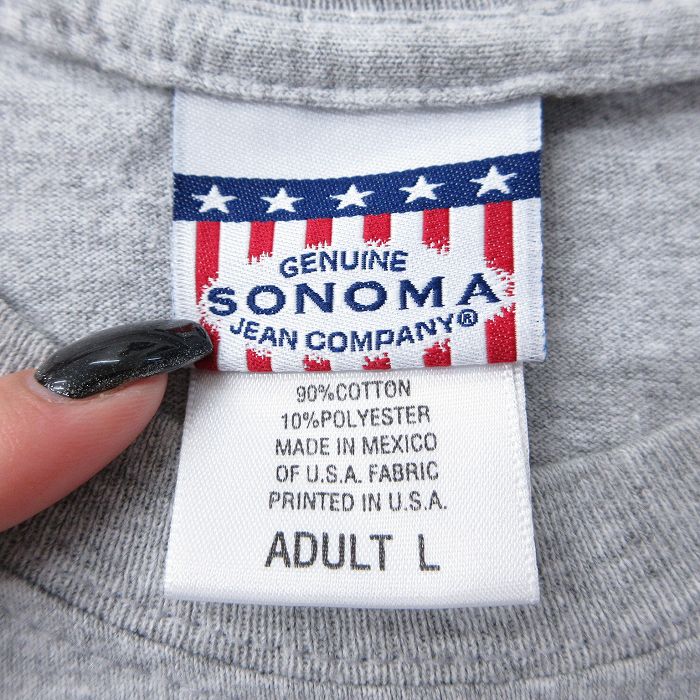 GENUINE
SONOMA
JEAN COMPANY®
90%COTTON
10%POLYESTER
MADE IN MEXICO
OF U.S.A. FABRIC
PRINTED IN U.S.A.
ADULT L